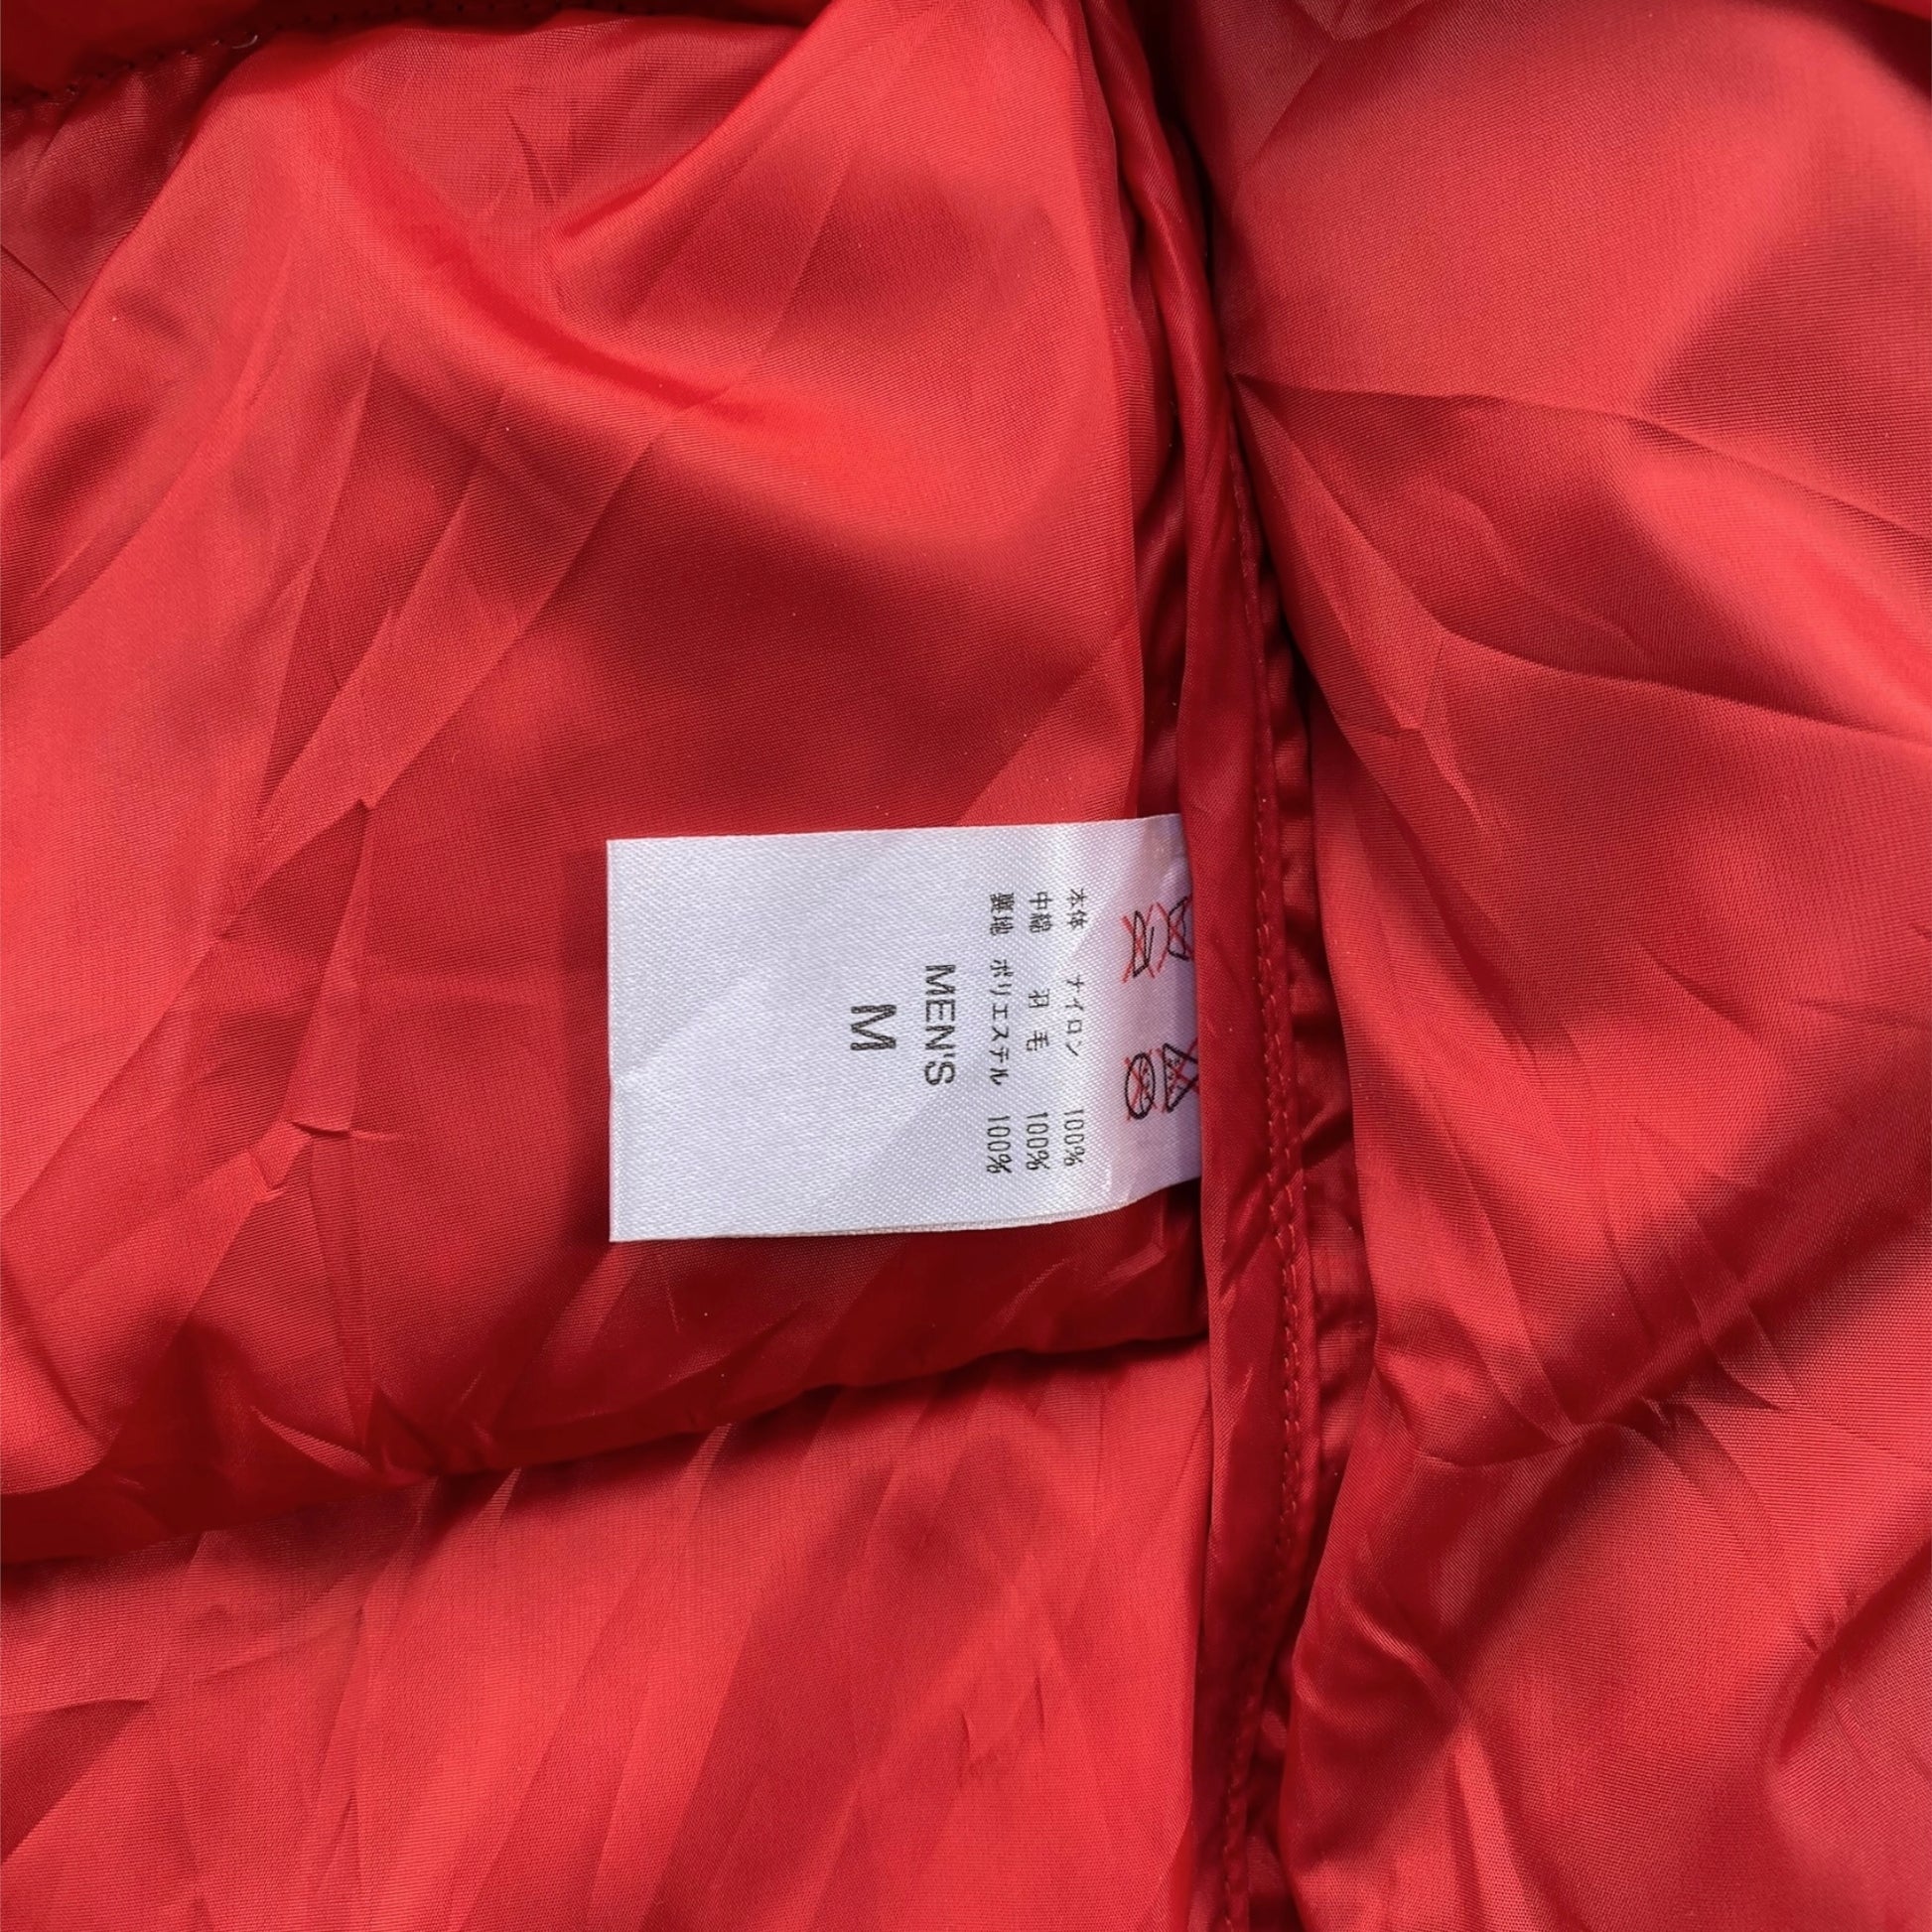 本体 ナイロン 100%
中綿 羽毛 100%
裏地 ポリエステル 100%
MEN'S
M